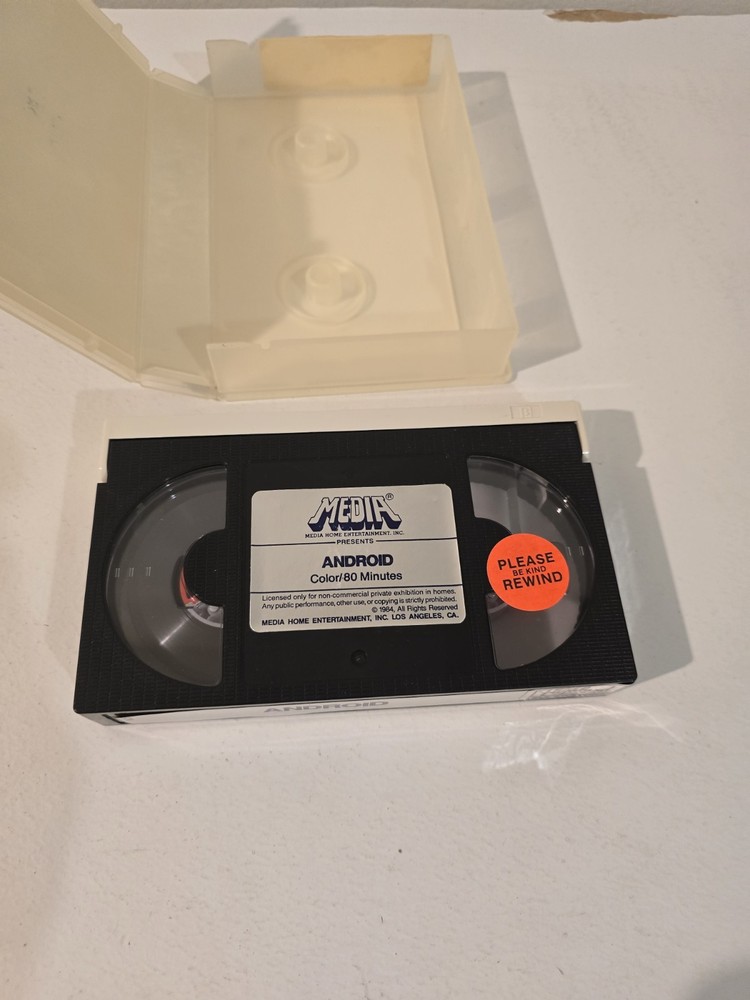 MEDIA®
MEDIA HOME ENTERTAINMENT, INC.
PRESENTS
ANDROID
Color/80 Minutes
Licensed only for non-commercial private exhibition in homes.
Any public performance, other use, or copying is strictly prohibited.
© 1984, All Rights Reserved
MEDIA HOME ENTERTAINMENT, INC. LOS ANGELES, CA.
PLEASE
BE KIND
REWIND
ANDROID